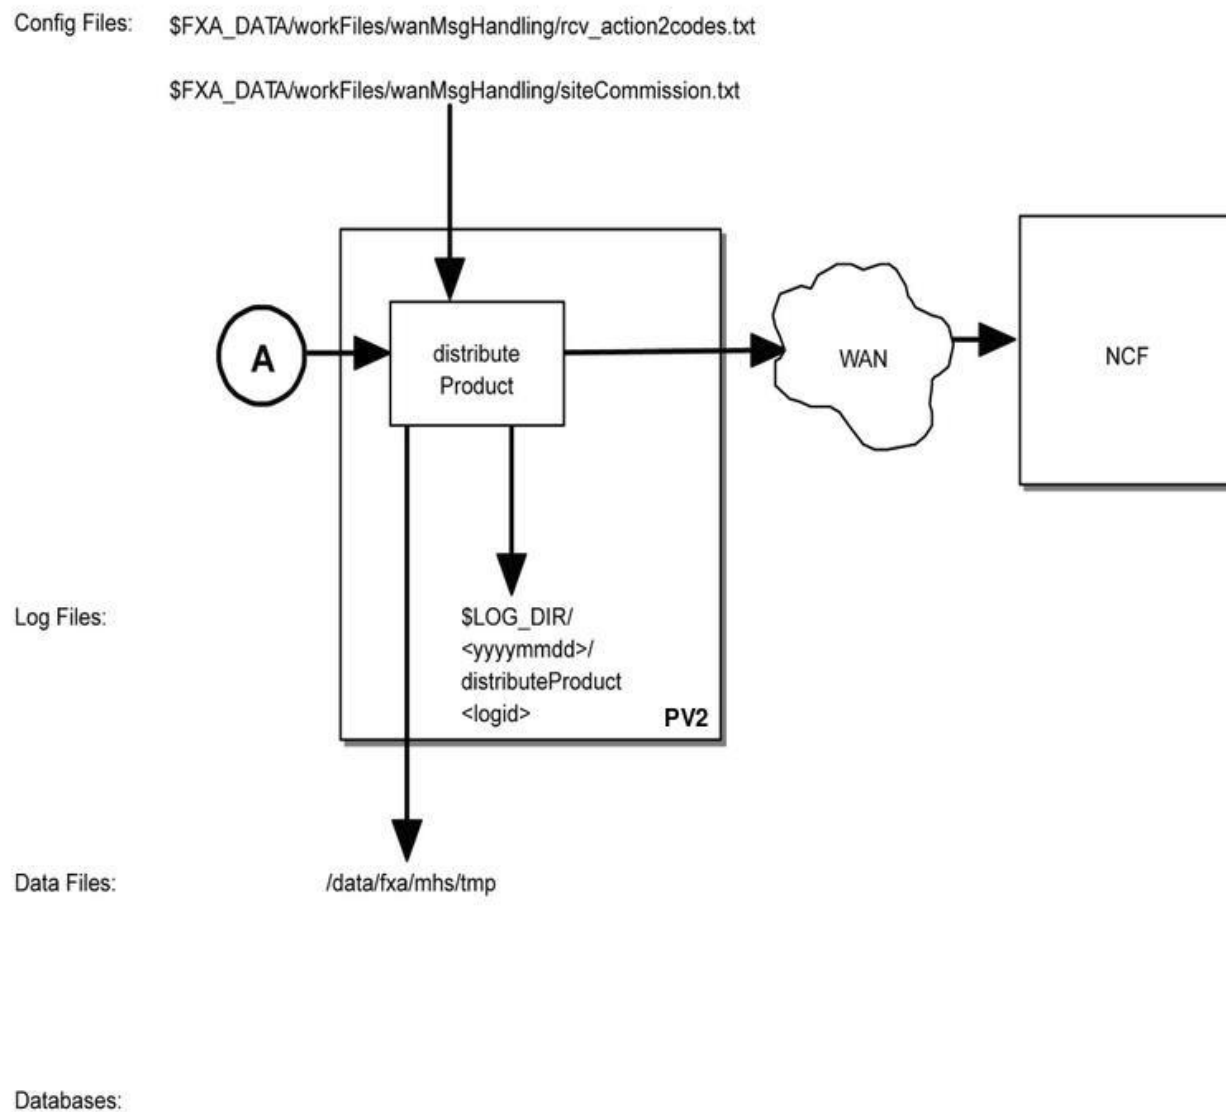 Config Files: $FXA_DATA/workFiles/wanMsgHandling/rcv_action2codes.txt
$FXA_DATA/workFiles/wanMsgHandling/siteCommission.txt
A
distribute
Product
WAN
NCF
Log Files:
$LOG_DIR/
<yyyymmdd>/
distributeProduct
<logid>
PV2
Data Files: /data/fxa/mhs/tmp
Databases: